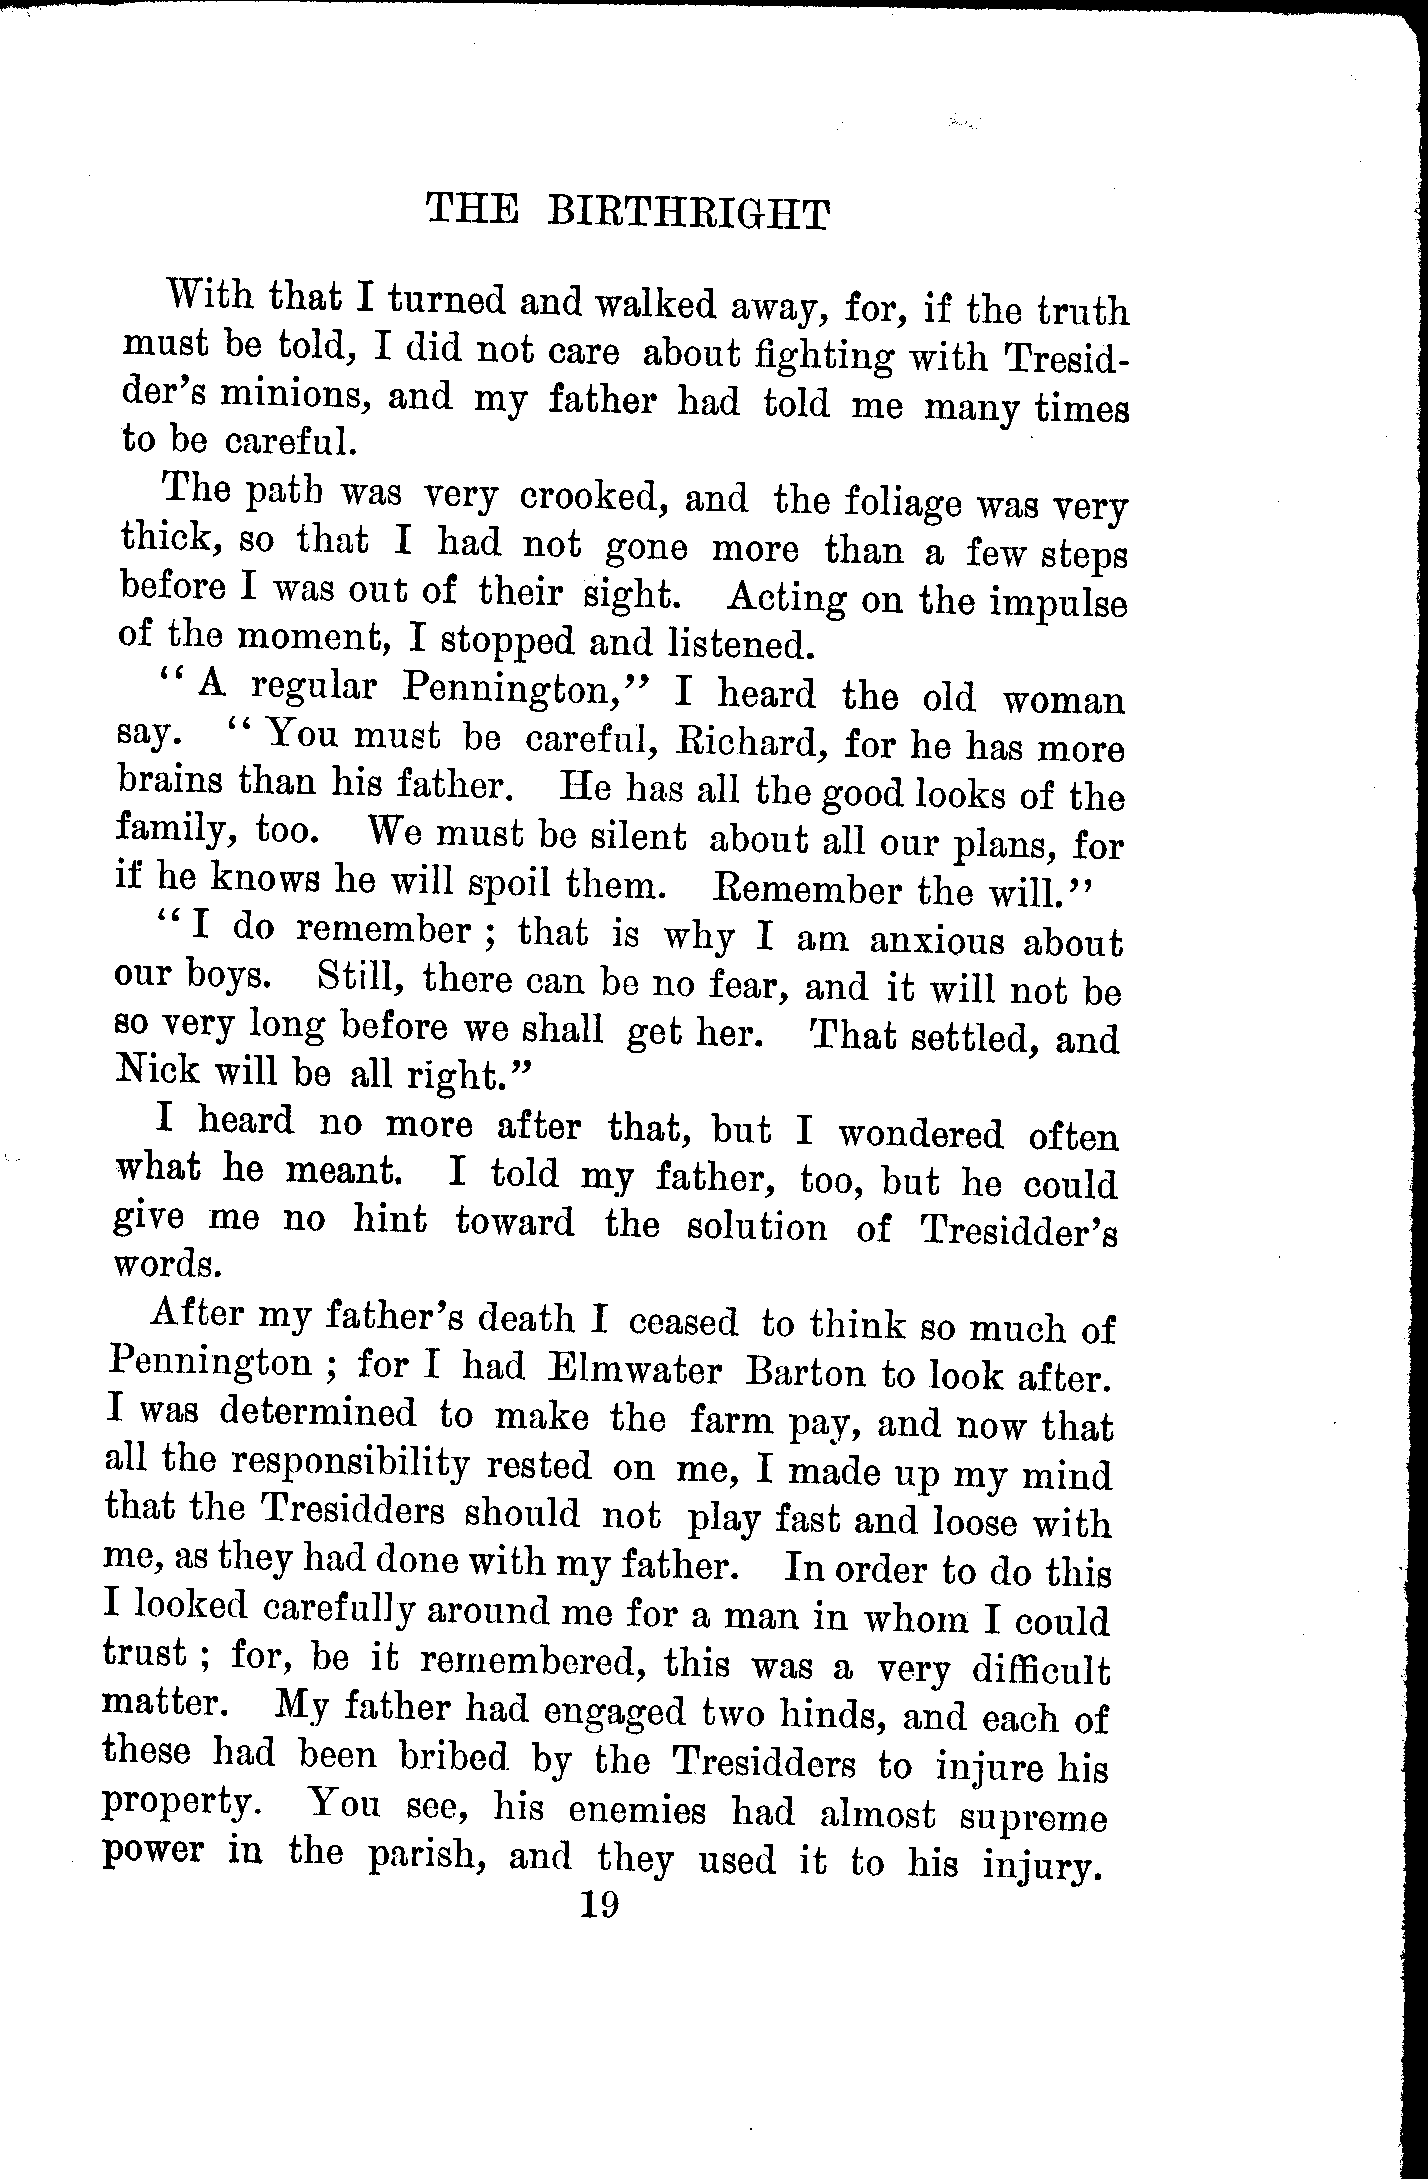 THE BIRTHRIGHT
With that I turned and walked away, for, if the truth
must be told, I did not care about fighting with Tresid-
der's minions, and my father had told me many times
to be careful.
The path was very crooked, and the foliage was very
thick, so that I had not gone more than a few steps
before I was out of their sight. Acting on the impulse
of the moment, I stopped and listened.
“ A regular Pennington,” I heard the old woman
say. “ You must be careful, Richard, for he has more
brains than his father. He has all the good looks of the
family, too. We must be silent about all our plans, for
if he knows he will spoil them. Remember the will.”
“ I do remember ; that is why I am anxious about
our boys. Still, there can be no fear, and it will not be
so very long before we shall get her. That settled, and
Nick will be all right.”
I heard no more after that, but I wondered often
what he meant. I told my father, too, but he could
give me no hint toward the solution of Tresidder's
words.
After my father's death I ceased to think so much of
Pennington ; for I had Elmwater Barton to look after.
I was determined to make the farm pay, and now that
all the responsibility rested on me, I made up my mind
that the Tresidders should not play fast and loose with
me, as they had done with my father. In order to do this
I looked carefully around me for a man in whom I could
trust ; for, be it remembered, this was a very difficult
matter. My father had engaged two hinds, and each of
these had been bribed by the Tresidders to injure his
property. You see, his enemies had almost supreme
power in the parish, and they used it to his injury.
19